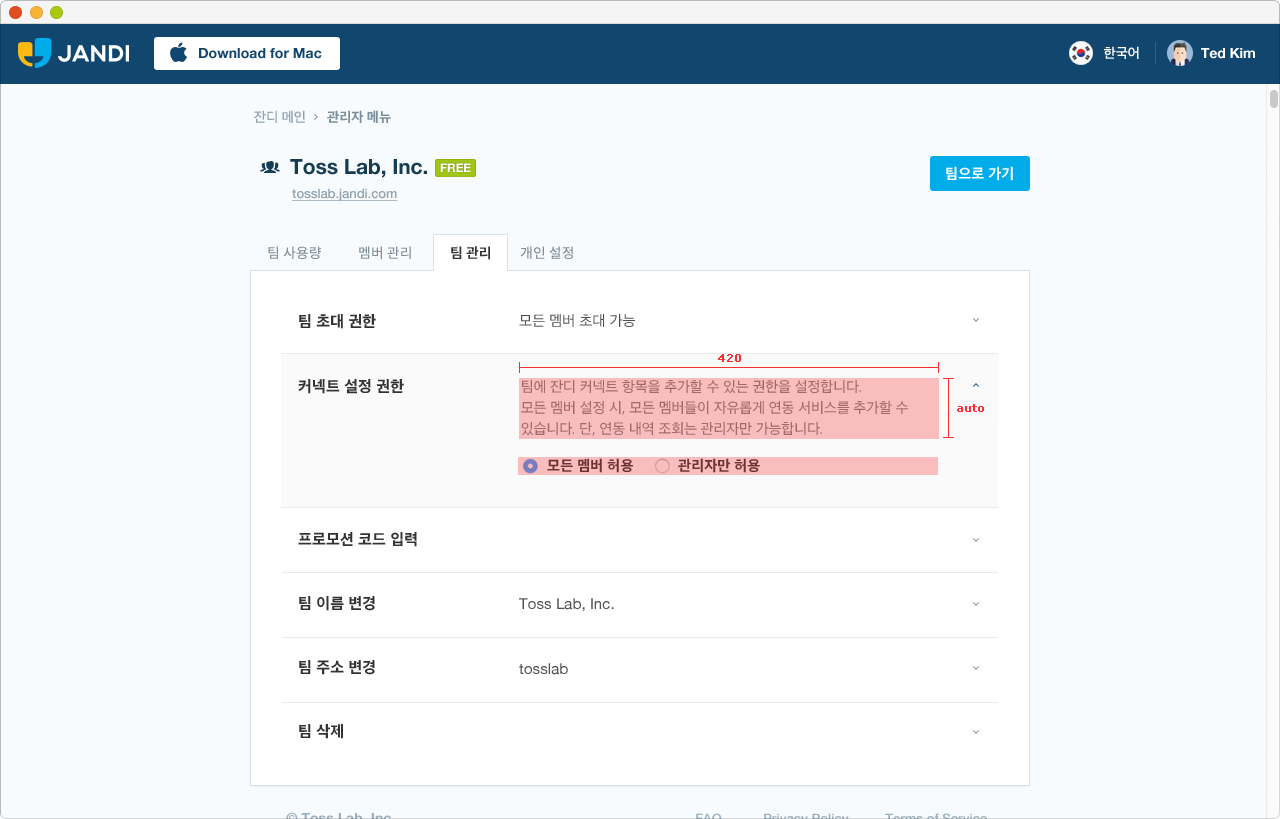 JANDI
Download for Mac
한국어
Ted Kim
잔디 메인 › 관리자 메뉴
Toss Lab, Inc. FREE
tosslab.jandi.com
팀으로 가기
팀 사용량
멤버 관리
팀 관리
개인 설정
팀 초대 권한
모든 멤버 초대 가능
420
커넥트 설정 권한
팀에 잔디 커넥트 항목을 추가할 수 있는 권한을 설정합니다.
모든 멤버 설정 시, 모든 멤버들이 자유롭게 연동 서비스를 추가할 수
있습니다. 단, 연동 내역 조회는 관리자만 가능합니다.
auto
모든 멤버 허용
관리자만 허용
프로모션 코드 입력
팀 이름 변경
Toss Lab, Inc.
팀 주소 변경
tosslab
팀 삭제
© Toss Lab, Inc.
FAQ
Privacy Policy
Terms of Service